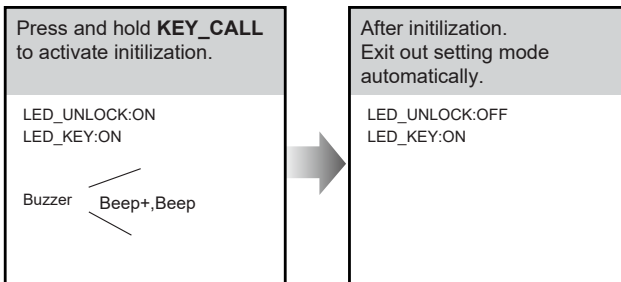 Press and hold KEY_CALL
to activate initilization.
LED_UNLOCK:ON
LED_KEY:ON
Buzzer Beep+,Beep
After initilization.
Exit out setting mode
automatically.
LED_UNLOCK:OFF
LED_KEY:ON